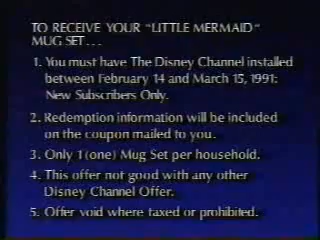 TO RECEIVE YOUR "LITTLE MERMAID"
MUG SET...
1. You must have The Disney Channel installed
between February 14 and March 15, 1991:
New Subscribers Only.
2. Redemption information will be included
on the coupon mailed to you.
3. Only 1 (one) Mug Set per household.
4. This offer not good with any other
Disney Channel Offer.
5. Offer void where taxed or prohibited.